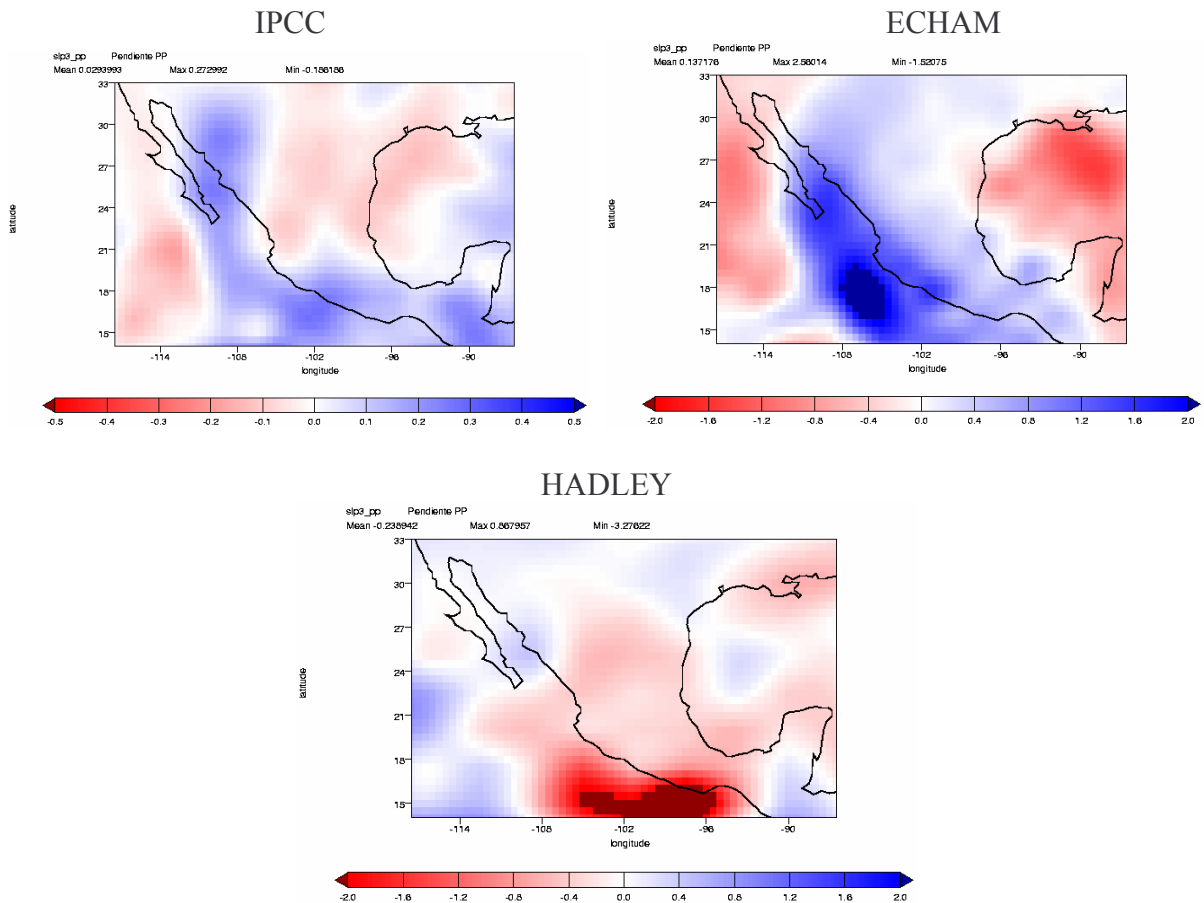 IPCC
slp3_pp Pendiente PP
Mean 0.0293993 Max 0.272992 Min -0.186186
33
30
27
24
21
18
15
latitude
-114 -108 -102 -96 -90
longitude
-0.5 -0.4 -0.3 -0.2 -0.1 0.0 0.1 0.2 0.3 0.4 0.5
ECHAM
slp3_pp Pendiente PP
Mean 0.137176 Max 2.58014 Min -1.52075
33
30
27
24
21
18
15
latitude
-114 -108 -102 -96 -90
longitude
-2.0 -1.6 -1.2 -0.8 -0.4 0.0 0.4 0.8 1.2 1.6 2.0
HADLEY
slp3_pp Pendiente PP
Mean -0.238942 Max 0.867957 Min -3.27622
33
30
27
24
21
18
15
latitude
-114 -108 -102 -96 -90
longitude
-2.0 -1.6 -1.2 -0.8 -0.4 0.0 0.4 0.8 1.2 1.6 2.0